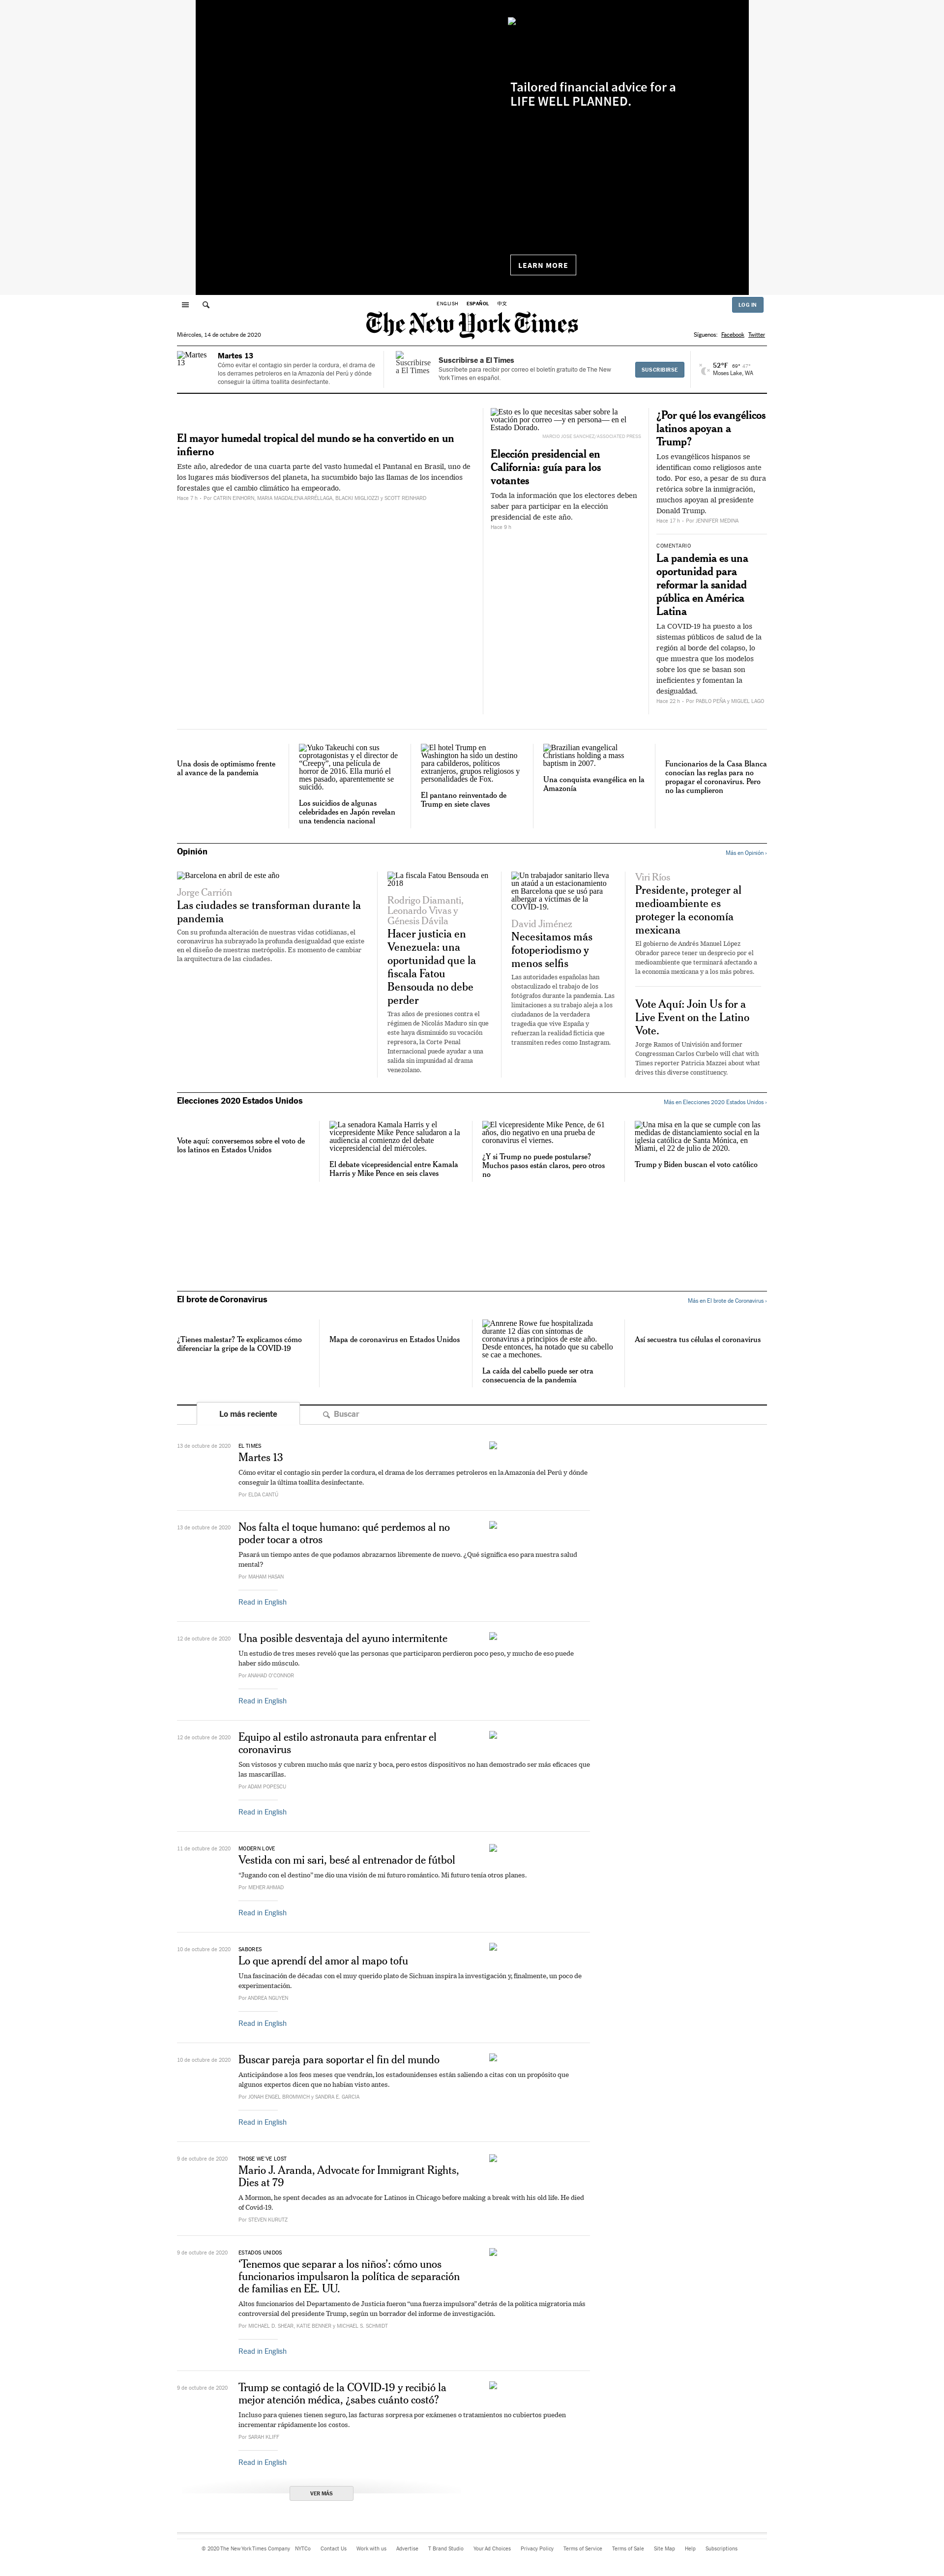 Tailored financial advice for a
LIFE WELL PLANNED.
LEARN MORE
ENGLISH ESPAÑOL 中文
LOG IN
The New York Times
Miércoles, 14 de octubre de 2020
Síguenos: Facebook Twitter
Martes 13
Martes 13
Cómo evitar el contagio sin perder la cordura, el drama de
los derrames petroleros en la Amazonía del Perú y dónde
conseguir la última toallita desinfectante.
Suscribirse
a El Times
Suscribirse a El Times
Suscríbete para recibir por correo el boletín gratuito de The New
York Times en español.
SUSCRIBIRSE
52°F 69° 47°
Moses Lake, WA
El mayor humedal tropical del mundo se ha convertido en un
infierno
Este año, alrededor de una cuarta parte del vasto humedal el Pantanal en Brasil, uno de
los lugares más biodiversos del planeta, ha sucumbido bajo las llamas de los incendios
forestales que el cambio climático ha empeorado.
Hace 7 h - Por CATRIN EINHORN, MARIA MAGDALENA ARRÉLLAGA, BLACKI MIGLIOZZI y SCOTT REINHARD
Esto es lo que necesitas saber sobre la
votación por correo —y en persona— en el
Estado Dorado.
MARCIO JOSE SANCHEZ/ASSOCIATED PRESS
Elección presidencial en
California: guía para los
votantes
Toda la información que los electores deben
saber para participar en la elección
presidencial de este año.
Hace 9 h
¿Por qué los evangélicos
latinos apoyan a
Trump?
Los evangélicos hispanos se
identifican como religiosos ante
todo. Por eso, a pesar de su dura
retórica sobre la inmigración,
muchos apoyan al presidente
Donald Trump.
Hace 17 h - Por JENNIFER MEDINA
COMENTARIO
La pandemia es una
oportunidad para
reformar la sanidad
pública en América
Latina
La COVID-19 ha puesto a los
sistemas públicos de salud de la
región al borde del colapso, lo
que muestra que los modelos
sobre los que se basan son
ineficientes y fomentan la
desigualdad.
Hace 22 h - Por PABLO PEÑA y MIGUEL LAGO
Una dosis de optimismo frente
al avance de la pandemia
Yuko Takeuchi con sus
coprotagonistas y el director de
“Creepy”, una película de
horror de 2016. Ella murió el
mes pasado, aparentemente se
suicidó.
Los suicidios de algunas
celebridades en Japón revelan
una tendencia nacional
El hotel Trump en
Washington ha sido un destino
para cabilderos, políticos
extranjeros, grupos religiosos y
personalidades de Fox.
El pantano reinventado de
Trump en siete claves
Brazilian evangelical
Christians holding a mass
baptism in 2007.
Una conquista evangélica en la
Amazonía
Funcionarios de la Casa Blanca
conocían las reglas para no
propagar el coronavirus. Pero
no las cumplieron
Opinión
Más en Opinión ›
Barcelona en abril de este año
Jorge Carrión
Las ciudades se transforman durante la
pandemia
Con su profunda alteración de nuestras vidas cotidianas, el
coronavirus ha subrayado la profunda desigualdad que existe
en el diseño de nuestras metrópolis. Es momento de cambiar
la arquitectura de las ciudades.
La fiscala Fatou Bensouda en
2018
Rodrigo Diamanti,
Leonardo Vivas y
Génesis Dávila
Hacer justicia en
Venezuela: una
oportunidad que la
fiscala Fatou
Bensouda no debe
perder
Tras años de presiones contra el
régimen de Nicolás Maduro sin que
este haya disminuido su vocación
represora, la Corte Penal
Internacional puede ayudar a una
salida sin impunidad al drama
venezolano.
Un trabajador sanitario lleva
un ataúd a un estacionamiento
en Barcelona que se usó para
albergar a víctimas de la
COVID-19.
David Jiménez
Necesitamos más
fotoperiodismo y
menos selfis
Las autoridades españolas han
obstaculizado el trabajo de los
fotógrafos durante la pandemia. Las
limitaciones a su trabajo aleja a los
ciudadanos de la verdadera
tragedia que vive España y
refuerzan la realidad ficticia que
transmiten redes como Instagram.
Viri Ríos
Presidente, proteger al
medioambiente es
proteger la economía
mexicana
El gobierno de Andrés Manuel López
Obrador parece tener un desprecio por el
medioambiente que terminará afectando a
la economía mexicana y a los más pobres.
Vote Aquí: Join Us for a
Live Event on the Latino
Vote.
Jorge Ramos of Univisión and former
Congressman Carlos Curbelo will chat with
Times reporter Patricia Mazzei about what
drives this diverse constituency.
Elecciones 2020 Estados Unidos
Más en Elecciones 2020 Estados Unidos ›
Vote aquí: conversemos sobre el voto de
los latinos en Estados Unidos
La senadora Kamala Harris y el
vicepresidente Mike Pence saludaron a la
audiencia al comienzo del debate
vicepresidencial del miércoles.
El debate vicepresidencial entre Kamala
Harris y Mike Pence en seis claves
El vicepresidente Mike Pence, de 61
años, dio negativo en una prueba de
coronavirus el viernes.
¿Y si Trump no puede postularse?
Muchos pasos están claros, pero otros
no
Una misa en la que se cumple con las
medidas de distanciamiento social en la
iglesia católica de Santa Mónica, en
Miami, el 22 de julio de 2020.
Trump y Biden buscan el voto católico
El brote de Coronavirus
Más en El brote de Coronavirus ›
¿Tienes malestar? Te explicamos cómo
diferenciar la gripe de la COVID-19
Mapa de coronavirus en Estados Unidos
Annrene Rowe fue hospitalizada
durante 12 días con síntomas de
coronavirus a principios de este año.
Desde entonces, ha notado que su cabello
se cae a mechones.
La caída del cabello puede ser otra
consecuencia de la pandemia
Así secuestra tus células el coronavirus
Lo más reciente
Buscar
13 de octubre de 2020
EL TIMES
Martes 13
Cómo evitar el contagio sin perder la cordura, el drama de los derrames petroleros en la Amazonía del Perú y dónde
conseguir la última toallita desinfectante.
Por ELDA CANTÚ
13 de octubre de 2020
Nos falta el toque humano: qué perdemos al no
poder tocar a otros
Pasará un tiempo antes de que podamos abrazarnos libremente de nuevo. ¿Qué significa eso para nuestra salud
mental?
Por MAHAM HASAN
Read in English
12 de octubre de 2020
Una posible desventaja del ayuno intermitente
Un estudio de tres meses reveló que las personas que participaron perdieron poco peso, y mucho de eso puede
haber sido músculo.
Por ANAHAD O'CONNOR
Read in English
12 de octubre de 2020
Equipo al estilo astronauta para enfrentar el
coronavirus
Son vistosos y cubren mucho más que nariz y boca, pero estos dispositivos no han demostrado ser más eficaces que
las mascarillas.
Por ADAM POPESCU
Read in English
11 de octubre de 2020
MODERN LOVE
Vestida con mi sari, besé al entrenador de fútbol
“Jugando con el destino” me dio una visión de mi futuro romántico. Mi futuro tenía otros planes.
Por MEHER AHMAD
Read in English
10 de octubre de 2020
SABORES
Lo que aprendí del amor al mapo tofu
Una fascinación de décadas con el muy querido plato de Sichuan inspira la investigación y, finalmente, un poco de
experimentación.
Por ANDREA NGUYEN
Read in English
10 de octubre de 2020
Buscar pareja para soportar el fin del mundo
Anticipándose a los feos meses que vendrán, los estadounidenses están saliendo a citas con un propósito que
algunos expertos dicen que no habían visto antes.
Por JONAH ENGEL BROMWICH y SANDRA E. GARCIA
Read in English
9 de octubre de 2020
THOSE WE'VE LOST
Mario J. Aranda, Advocate for Immigrant Rights,
Dies at 79
A Mormon, he spent decades as an advocate for Latinos in Chicago before making a break with his old life. He died
of Covid-19.
Por STEVEN KURUTZ
9 de octubre de 2020
ESTADOS UNIDOS
‘Tenemos que separar a los niños’: cómo unos
funcionarios impulsaron la política de separación
de familias en EE. UU.
Altos funcionarios del Departamento de Justicia fueron “una fuerza impulsora” detrás de la política migratoria más
controversial del presidente Trump, según un borrador del informe de investigación.
Por MICHAEL D. SHEAR, KATIE BENNER y MICHAEL S. SCHMIDT
Read in English
9 de octubre de 2020
Trump se contagió de la COVID-19 y recibió la
mejor atención médica, ¿sabes cuánto costó?
Incluso para quienes tienen seguro, las facturas sorpresa por exámenes o tratamientos no cubiertos pueden
incrementar rápidamente los costos.
Por SARAH KLIFF
Read in English
VER MÁS
© 2020 The New York Times Company NYTCo Contact Us Work with us Advertise T Brand Studio Your Ad Choices Privacy Policy Terms of Service Terms of Sale Site Map Help Subscriptions